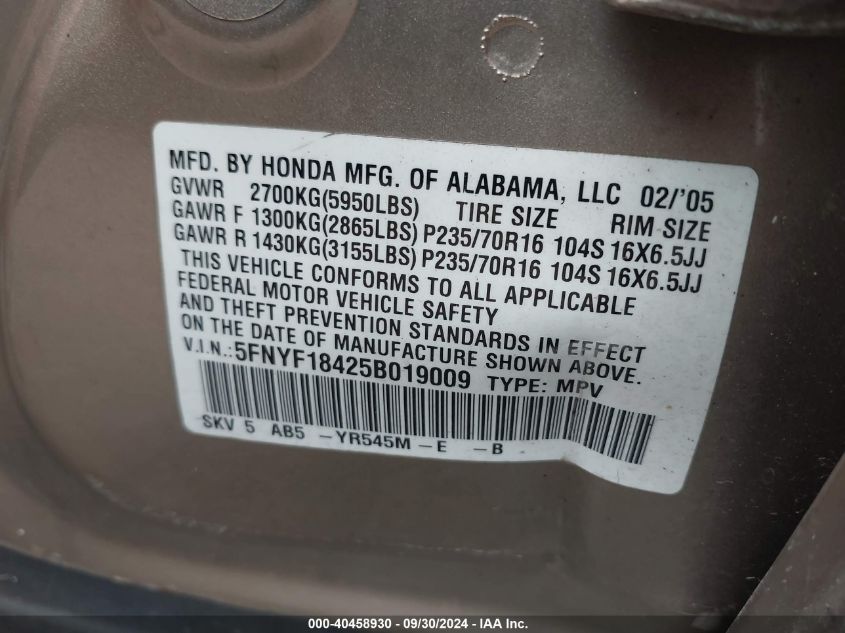 MFD. BY HONDA MFG. OF ALABAMA, LLC 02/'05
GVWR 2700KG(5950LBS) TIRE SIZE RIM SIZE
GAWR F 1300KG(2865LBS) P235/70R16 104S 16X6.5JJ
GAWR R 1430KG(3155LBS) P235/70R16 104S 16X6.5JJ
THIS VEHICLE CONFORMS TO ALL APPLICABLE
FEDERAL MOTOR VEHICLE SAFETY
AND THEFT PREVENTION STANDARDS IN EFFECT
ON THE DATE OF MANUFACTURE SHOWN ABOVE.
V.I.N.:5FNYF18425B019009 TYPE: MPV
SKV 5 AB5 -YR545M-E -B
000-40458930 - 09/30/2024 - IAA Inc.